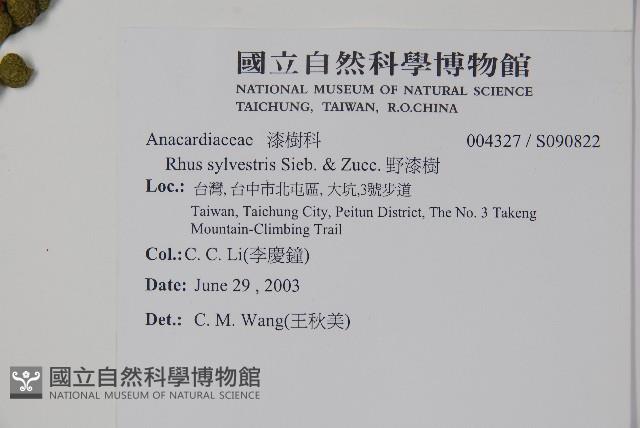 國立自然科學博物館
NATIONAL MUSEUM OF NATURAL SCIENCE
TAICHUNG, TAIWAN, R.O.CHINA
Anacardiaceae 漆樹科 004327 / S090822
Rhus sylvestris Sieb. & Zucc. 野漆樹
Loc.: 台灣, 台中市北屯區, 大坑,3號步道
Taiwan, Taichung City, Peitun District, The No. 3 Takeng
Mountain-Climbing Trail
Col.: C. C. Li(李慶鐘)
Date: June 29 , 2003
Det.: C. M. Wang(王秋美)
國立自然科學博物館
NATIONAL MUSEUM OF NATURAL SCIENCE